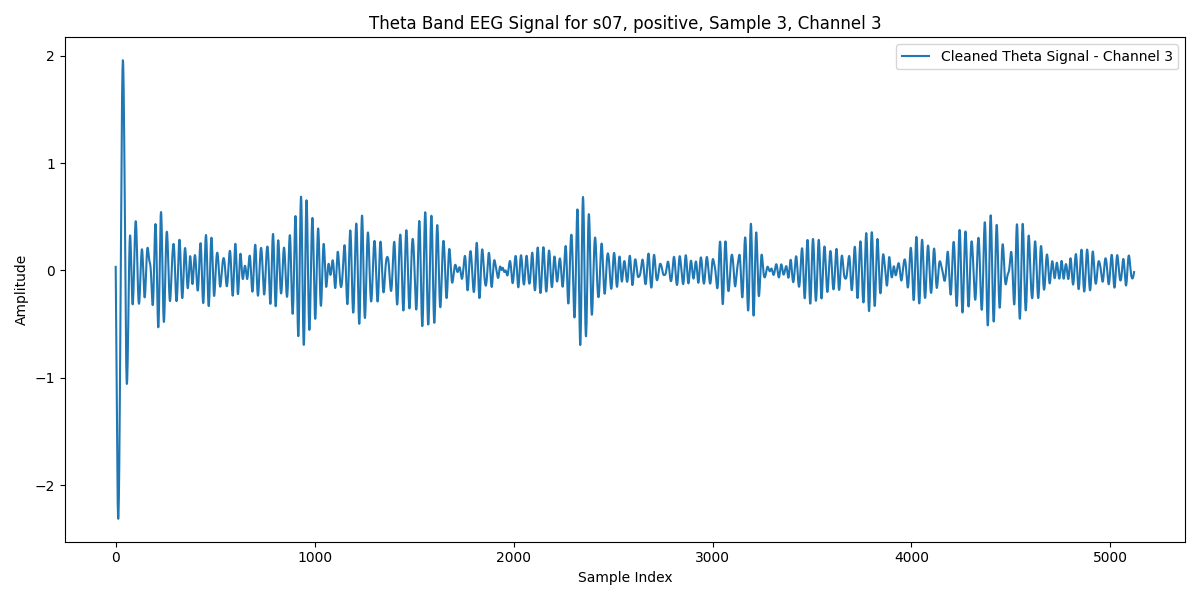 Theta Band EEG Signal for s07, positive, Sample 3, Channel 3
Cleaned Theta Signal - Channel 3
2
1
0
−1
−2
Amplitude
0 1000 2000 3000 4000 5000
Sample Index